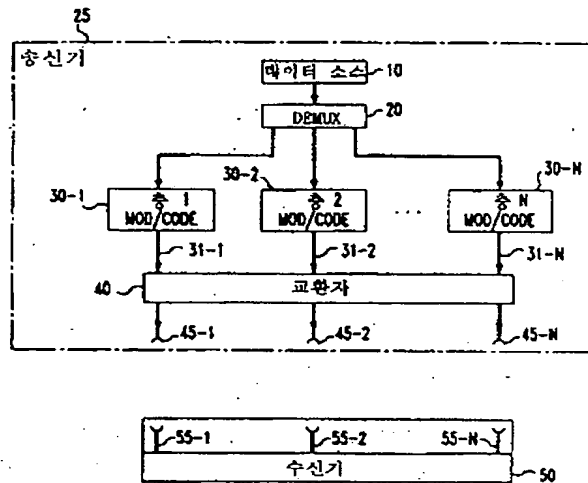 25
송신기
데이터 소스 10
DEMUX 20
30-1 층 1 MOD/CODE
30-2 층 2 MOD/CODE
...
30-N 층 N MOD/CODE
31-1 31-2 31-N
40 교환자
45-1 45-2 45-N
55-1 55-2 55-N
수신기 50